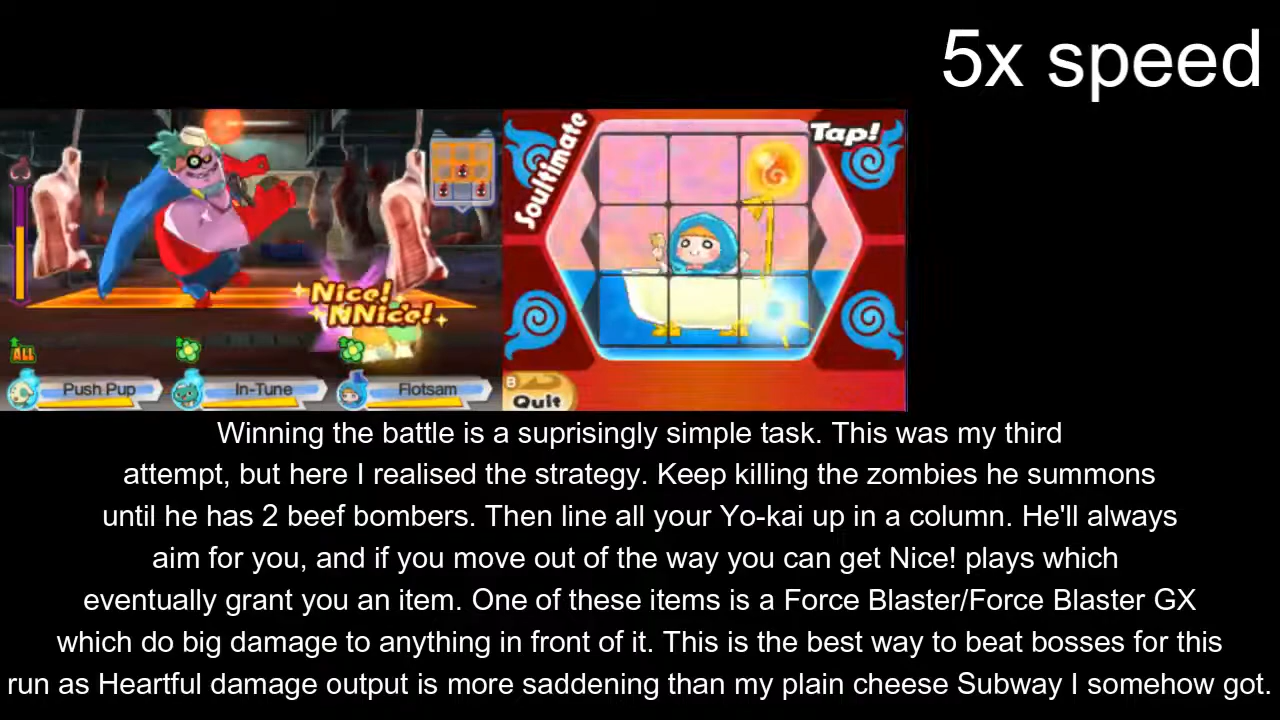 5x speed
Soultimate
Tap!
Nice!
NNice!
ALL
Push Pup
In-Tune
Flotsam
B
Quit
Winning the battle is a suprisingly simple task. This was my third
attempt, but here I realised the strategy. Keep killing the zombies he summons
until he has 2 beef bombers. Then line all your Yo-kai up in a column. He'll always
aim for you, and if you move out of the way you can get Nice! plays which
eventually grant you an item. One of these items is a Force Blaster/Force Blaster GX
which do big damage to anything in front of it. This is the best way to beat bosses for this
run as Heartful damage output is more saddening than my plain cheese Subway I somehow got.